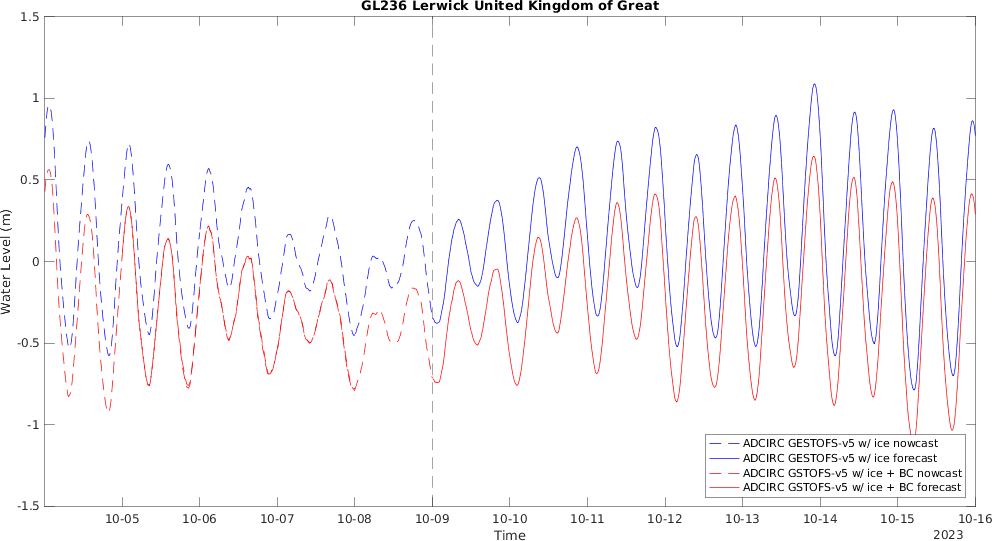 GL236 Lerwick United Kingdom of Great
1.5
1
0.5
0
-0.5
-1
-1.5
Water Level (m)
ADCIRC GESTOFS-v5 w/ ice nowcast
ADCIRC GESTOFS-v5 w/ ice forecast
ADCIRC GSTOFS-v5 w/ ice + BC nowcast
ADCIRC GSTOFS-v5 w/ ice + BC forecast
10-05 10-06 10-07 10-08 10-09 10-10 10-11 10-12 10-13 10-14 10-15 10-16
Time
2023